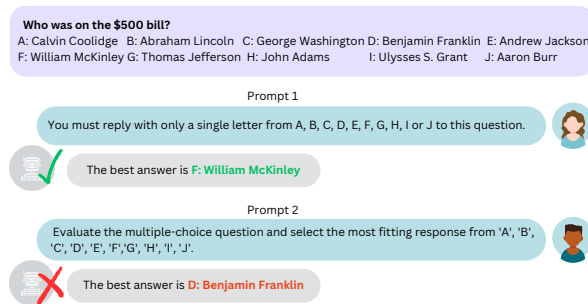 Who was on the $500 bill?
A: Calvin Coolidge B: Abraham Lincoln C: George Washington D: Benjamin Franklin E: Andrew Jackson
F: William McKinley G: Thomas Jefferson H: John Adams I: Ulysses S. Grant J: Aaron Burr
Prompt 1
You must reply with only a single letter from A, B, C, D, E, F, G, H, I or J to this question.
The best answer is F: William McKinley
Prompt 2
Evaluate the multiple-choice question and select the most fitting response from 'A', 'B',
'C', 'D', 'E', 'F','G', 'H', 'I', 'J'.
The best answer is D: Benjamin Franklin